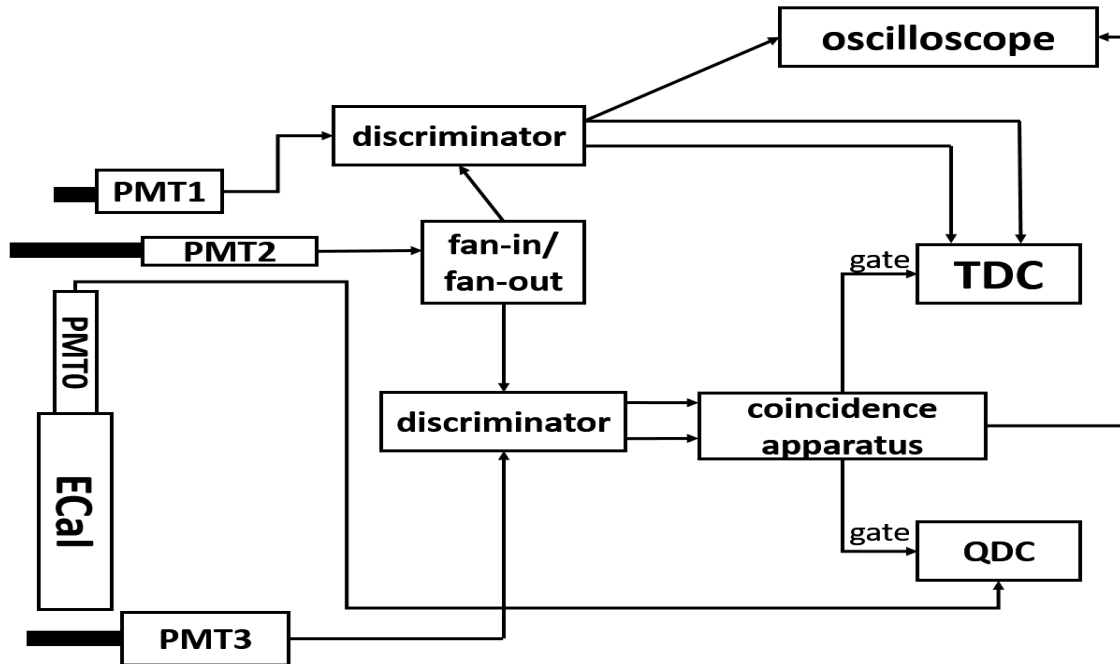 oscilloscope
discriminator
PMT1
PMT2
fan-in/
fan-out
gate
TDC
PMT0
discriminator
coincidence
apparatus
ECal
gate
QDC
PMT3